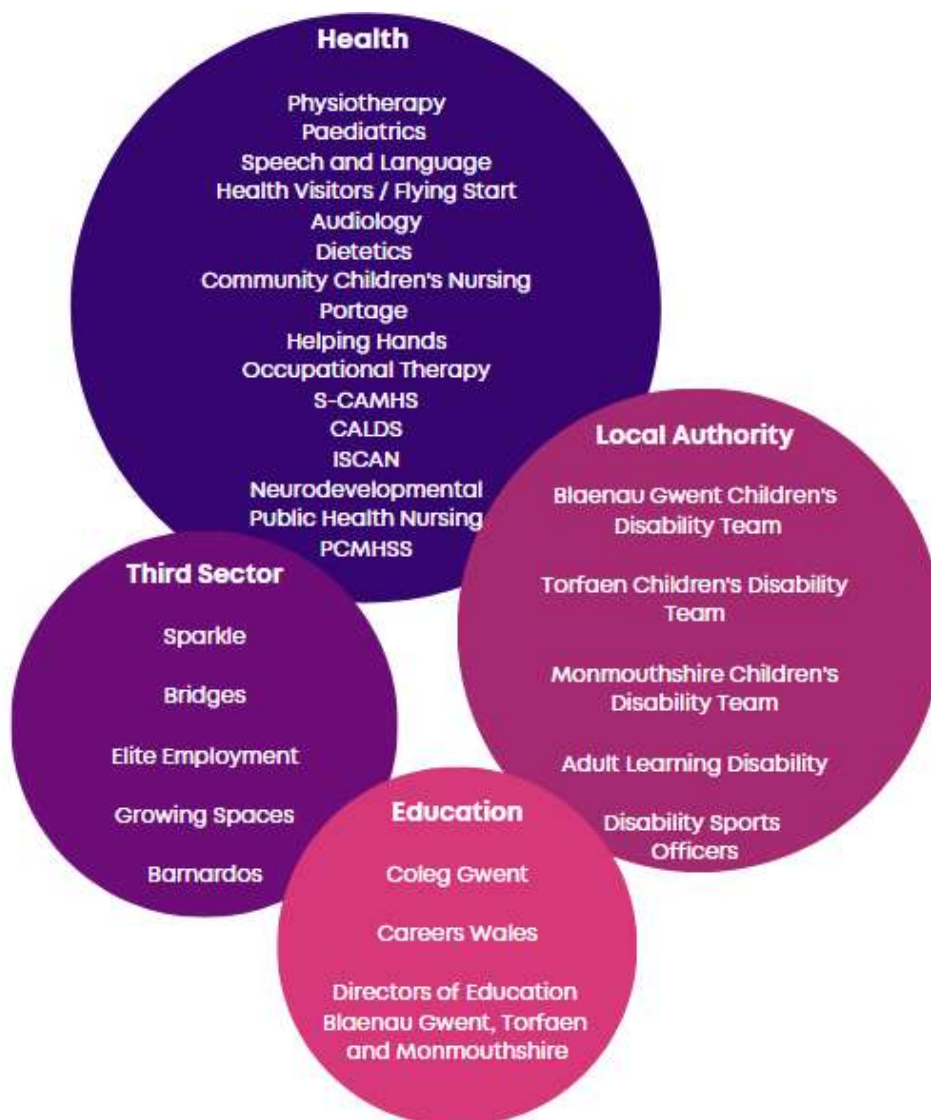 Health
Physiotherapy
Paediatrics
Speech and Language
Health Visitors / Flying Start
Audiology
Dietetics
Community Children's Nursing
Portage
Helping Hands
Occupational Therapy
S-CAMHS
CALDS
ISCAN
Neurodevelopmental
Public Health Nursing
PCMHSS
Local Authority
Blaenau Gwent Children's
Disability Team
Torfaen Children's Disability
Team
Monmouthshire Children's
Disability Team
Adult Learning Disability
Disability Sports
Officers
Third Sector
Sparkle
Bridges
Elite Employment
Growing Spaces
Barnardos
Education
Coleg Gwent
Careers Wales
Directors of Education
Blaenau Gwent, Torfaen
and Monmouthshire